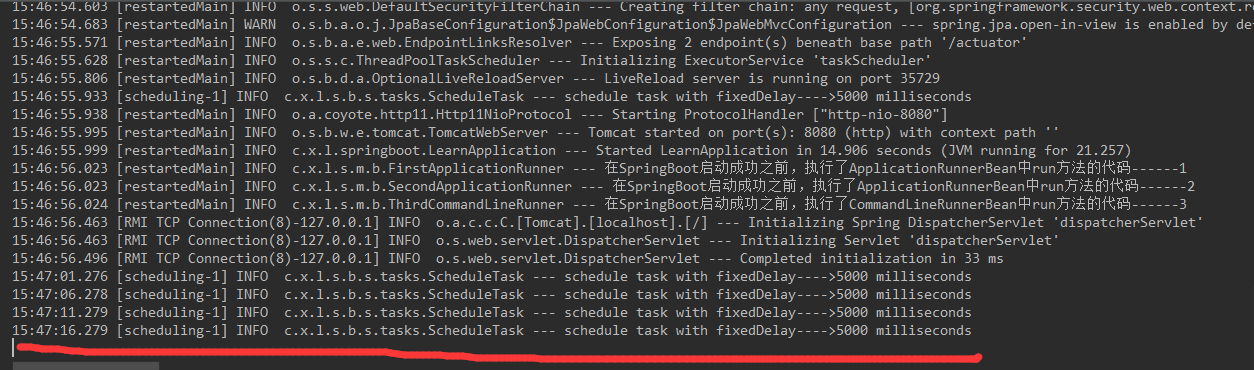 15:46:54.603 [restartedMain] INFO  o.s.s.web.DefaultSecurityFilterChain --- Creating filter chain: any request, [org.springframework.security.web.context.re
15:46:54.683 [restartedMain] WARN  o.s.b.a.o.j.JpaBaseConfiguration$JpaWebConfiguration$JpaWebMvcConfiguration --- spring.jpa.open-in-view is enabled by de
15:46:55.571 [restartedMain] INFO  o.s.b.a.e.web.EndpointLinksResolver --- Exposing 2 endpoint(s) beneath base path '/actuator'
15:46:55.628 [restartedMain] INFO  o.s.s.c.ThreadPoolTaskScheduler --- Initializing ExecutorService 'taskScheduler'
15:46:55.806 [restartedMain] INFO  o.s.b.d.a.OptionalLiveReloadServer --- LiveReload server is running on port 35729
15:46:55.933 [scheduling-1] INFO  c.x.l.s.b.s.tasks.ScheduleTask --- schedule task with fixedDelay---->5000 milliseconds
15:46:55.938 [restartedMain] INFO  o.a.coyote.http11.Http11NioProtocol --- Starting ProtocolHandler ["http-nio-8080"]
15:46:55.995 [restartedMain] INFO  o.s.b.w.e.tomcat.TomcatWebServer --- Tomcat started on port(s): 8080 (http) with context path ''
15:46:55.999 [restartedMain] INFO  c.x.l.springboot.LearnApplication --- Started LearnApplication in 14.906 seconds (JVM running for 21.257)
15:46:56.023 [restartedMain] INFO  c.x.l.s.m.b.FirstApplicationRunner --- 在SpringBoot启动成功之前，执行了ApplicationRunnerBean中run方法的代码------1
15:46:56.023 [restartedMain] INFO  c.x.l.s.m.b.SecondApplicationRunner --- 在SpringBoot启动成功之前，执行了ApplicationRunnerBean中run方法的代码------2
15:46:56.024 [restartedMain] INFO  c.x.l.s.m.b.ThirdCommandLineRunner --- 在SpringBoot启动成功之前，执行了CommandLineRunnerBean中run方法的代码------3
15:46:56.463 [RMI TCP Connection(8)-127.0.0.1] INFO  o.a.c.c.C.[Tomcat].[localhost].[/] --- Initializing Spring DispatcherServlet 'dispatcherServlet'
15:46:56.463 [RMI TCP Connection(8)-127.0.0.1] INFO  o.s.web.servlet.DispatcherServlet --- Initializing Servlet 'dispatcherServlet'
15:46:56.496 [RMI TCP Connection(8)-127.0.0.1] INFO  o.s.web.servlet.DispatcherServlet --- Completed initialization in 33 ms
15:47:01.276 [scheduling-1] INFO  c.x.l.s.b.s.tasks.ScheduleTask --- schedule task with fixedDelay---->5000 milliseconds
15:47:06.278 [scheduling-1] INFO  c.x.l.s.b.s.tasks.ScheduleTask --- schedule task with fixedDelay---->5000 milliseconds
15:47:11.279 [scheduling-1] INFO  c.x.l.s.b.s.tasks.ScheduleTask --- schedule task with fixedDelay---->5000 milliseconds
15:47:16.279 [scheduling-1] INFO  c.x.l.s.b.s.tasks.ScheduleTask --- schedule task with fixedDelay---->5000 milliseconds